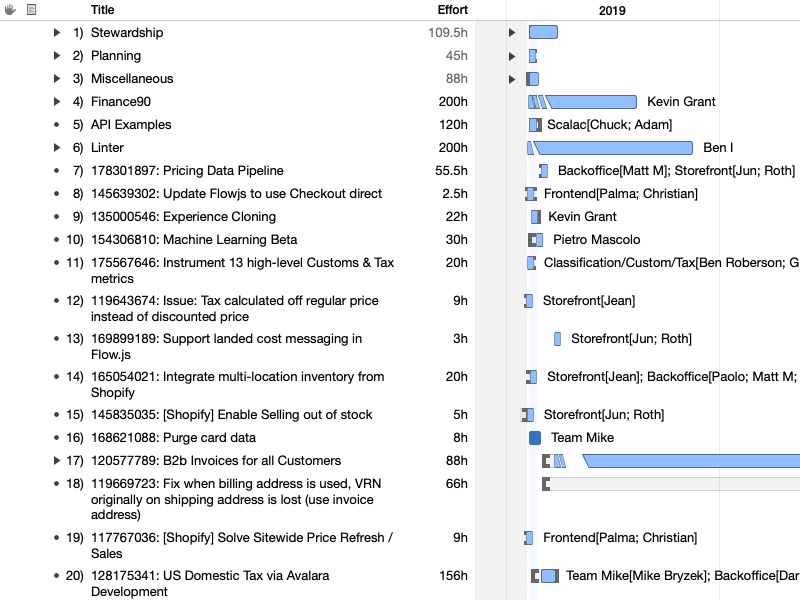 Title Effort 2019
1) Stewardship 109.5h
2) Planning 45h
3) Miscellaneous 88h
4) Finance90 200h Kevin Grant
5) API Examples 120h Scalac[Chuck; Adam]
6) Linter 200h Ben I
7) 178301897: Pricing Data Pipeline 55.5h Backoffice[Matt M]; Storefront[Jun; Roth]
8) 145639302: Update Flowjs to use Checkout direct 2.5h Frontend[Palma; Christian]
9) 135000546: Experience Cloning 22h Kevin Grant
10) 154306810: Machine Learning Beta 30h Pietro Mascolo
11) 175567646: Instrument 13 high-level Customs & Tax 20h Classification/Custom/Tax[Ben Roberson; G
metrics
12) 119643674: Issue: Tax calculated off regular price 9h Storefront[Jean]
instead of discounted price
13) 169899189: Support landed cost messaging in 3h Storefront[Jun; Roth]
Flow.js
14) 165054021: Integrate multi-location inventory from 20h Storefront[Jean]; Backoffice[Paolo; Matt M;
Shopify
15) 145835035: [Shopify] Enable Selling out of stock 5h Storefront[Jun; Roth]
16) 168621088: Purge card data 8h Team Mike
17) 120577789: B2b Invoices for all Customers 88h
18) 119669723: Fix when billing address is used, VRN 66h
originally on shipping address is lost (use invoice
address)
19) 117767036: [Shopify] Solve Sitewide Price Refresh / 9h Frontend[Palma; Christian]
Sales
20) 128175341: US Domestic Tax via Avalara 156h Team Mike[Mike Bryzek]; Backoffice[Dar
Development